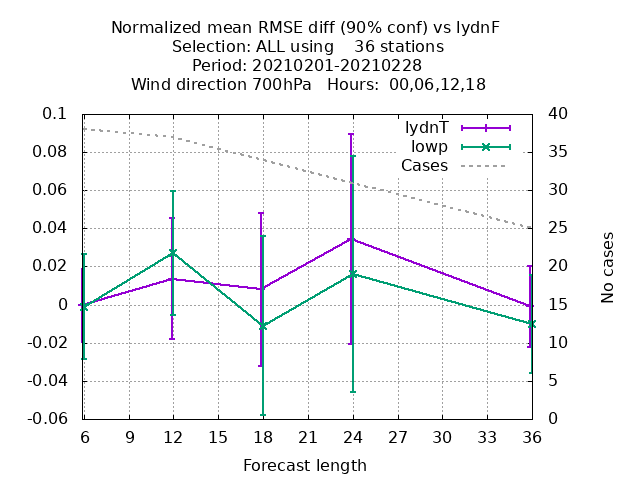 Normalized mean RMSE diff (90% conf) vs lydnF
Selection: ALL using    36 stations
Period: 20210201-20210228
Wind direction 700hPa   Hours:  00,06,12,18
lydnT
lowp
Cases
0.1
0.08
0.06
0.04
0.02
0
-0.02
-0.04
-0.06
40
35
30
25
20
15
10
5
0
No cases
6 9 12 15 18 21 24 27 30 33 36
Forecast length